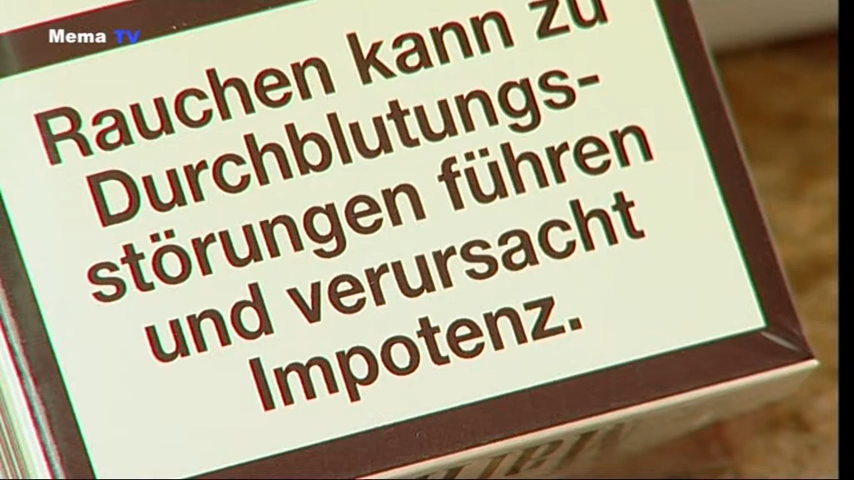 Mema TV
Rauchen kann zu
Durchblutungs-
störungen führen
und verursacht
Impotenz.